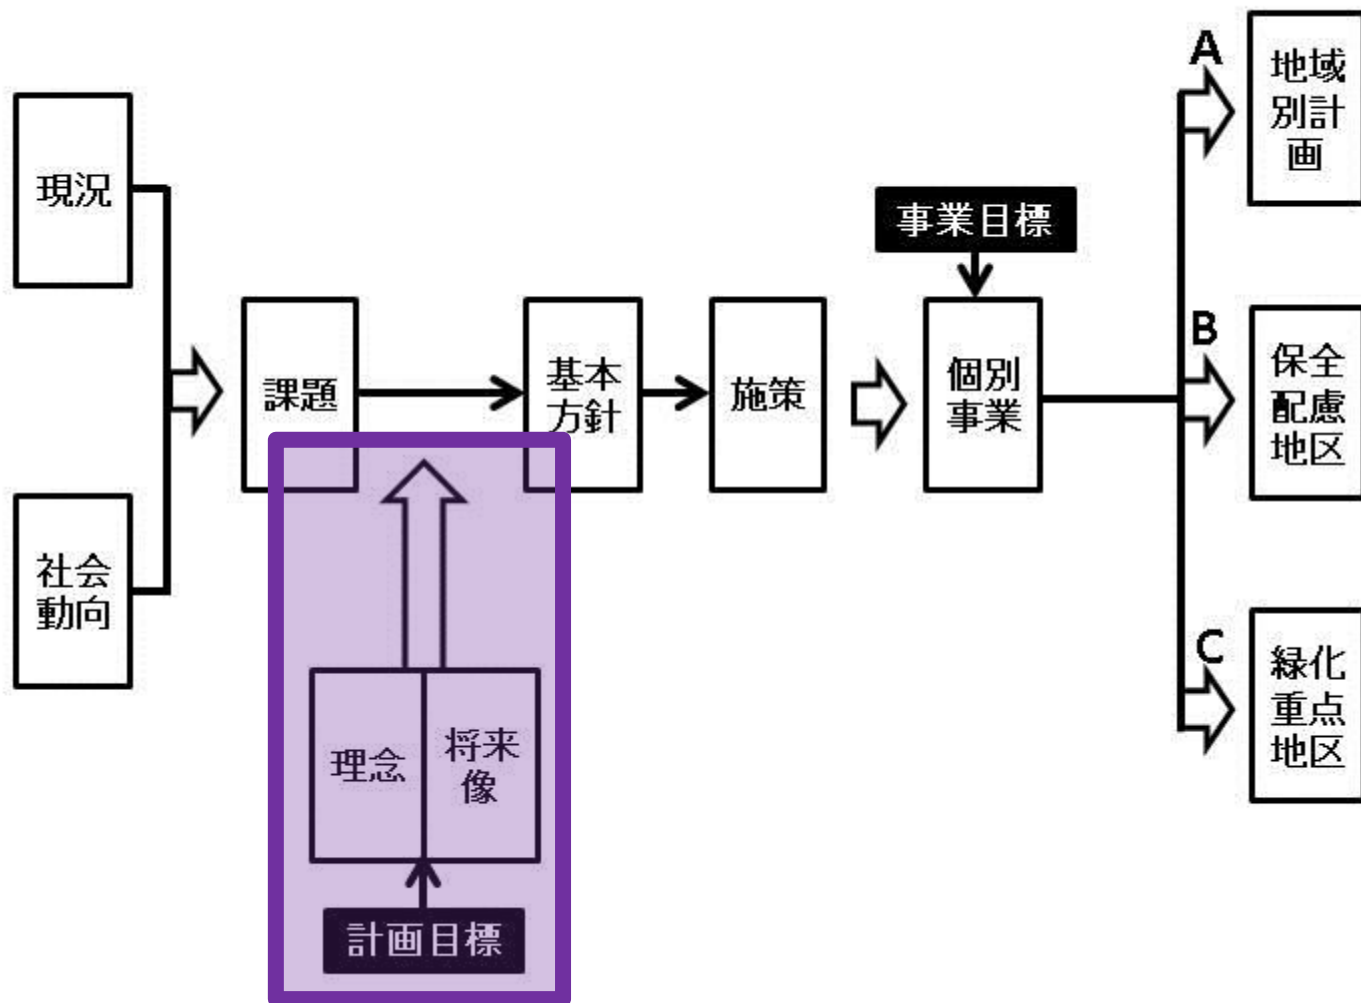 現況
社会
動向
課題
理念
将来
像
計画目標
基本
方針
施策
事業目標
個別
事業
A
地域
別計
画
B
保全
配慮
地区
C
緑化
重点
地区